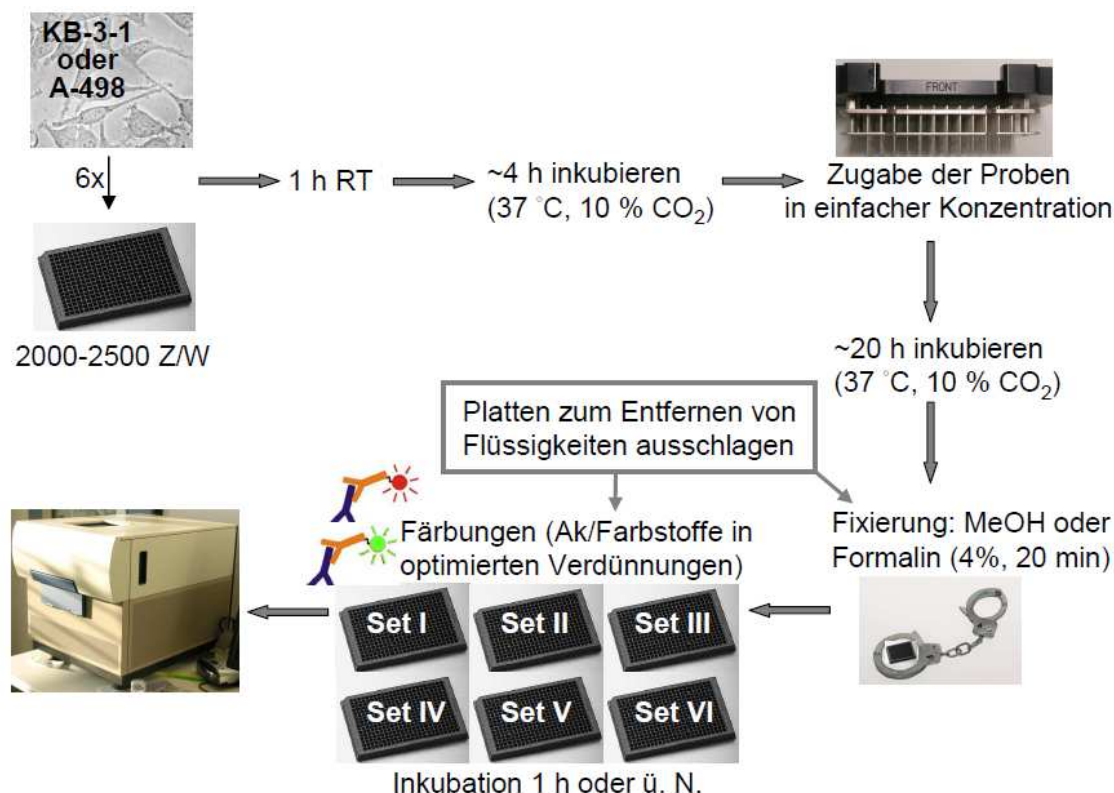 KB-3-1
oder
A-498
6x
2000-2500 Z/W
1 h RT
~4 h inkubieren
(37 °C, 10 % CO₂)
FRONT
Zugabe der Proben
in einfacher Konzentration
~20 h inkubieren
(37 °C, 10 % CO₂)
Platten zum Entfernen von
Flüssigkeiten ausschlagen
Fixierung: MeOH oder
Formalin (4%, 20 min)
Färbungen (Ak/Farbstoffe in
optimierten Verdünnungen)
Set I
Set II
Set III
Set IV
Set V
Set VI
Inkubation 1 h oder ü. N.